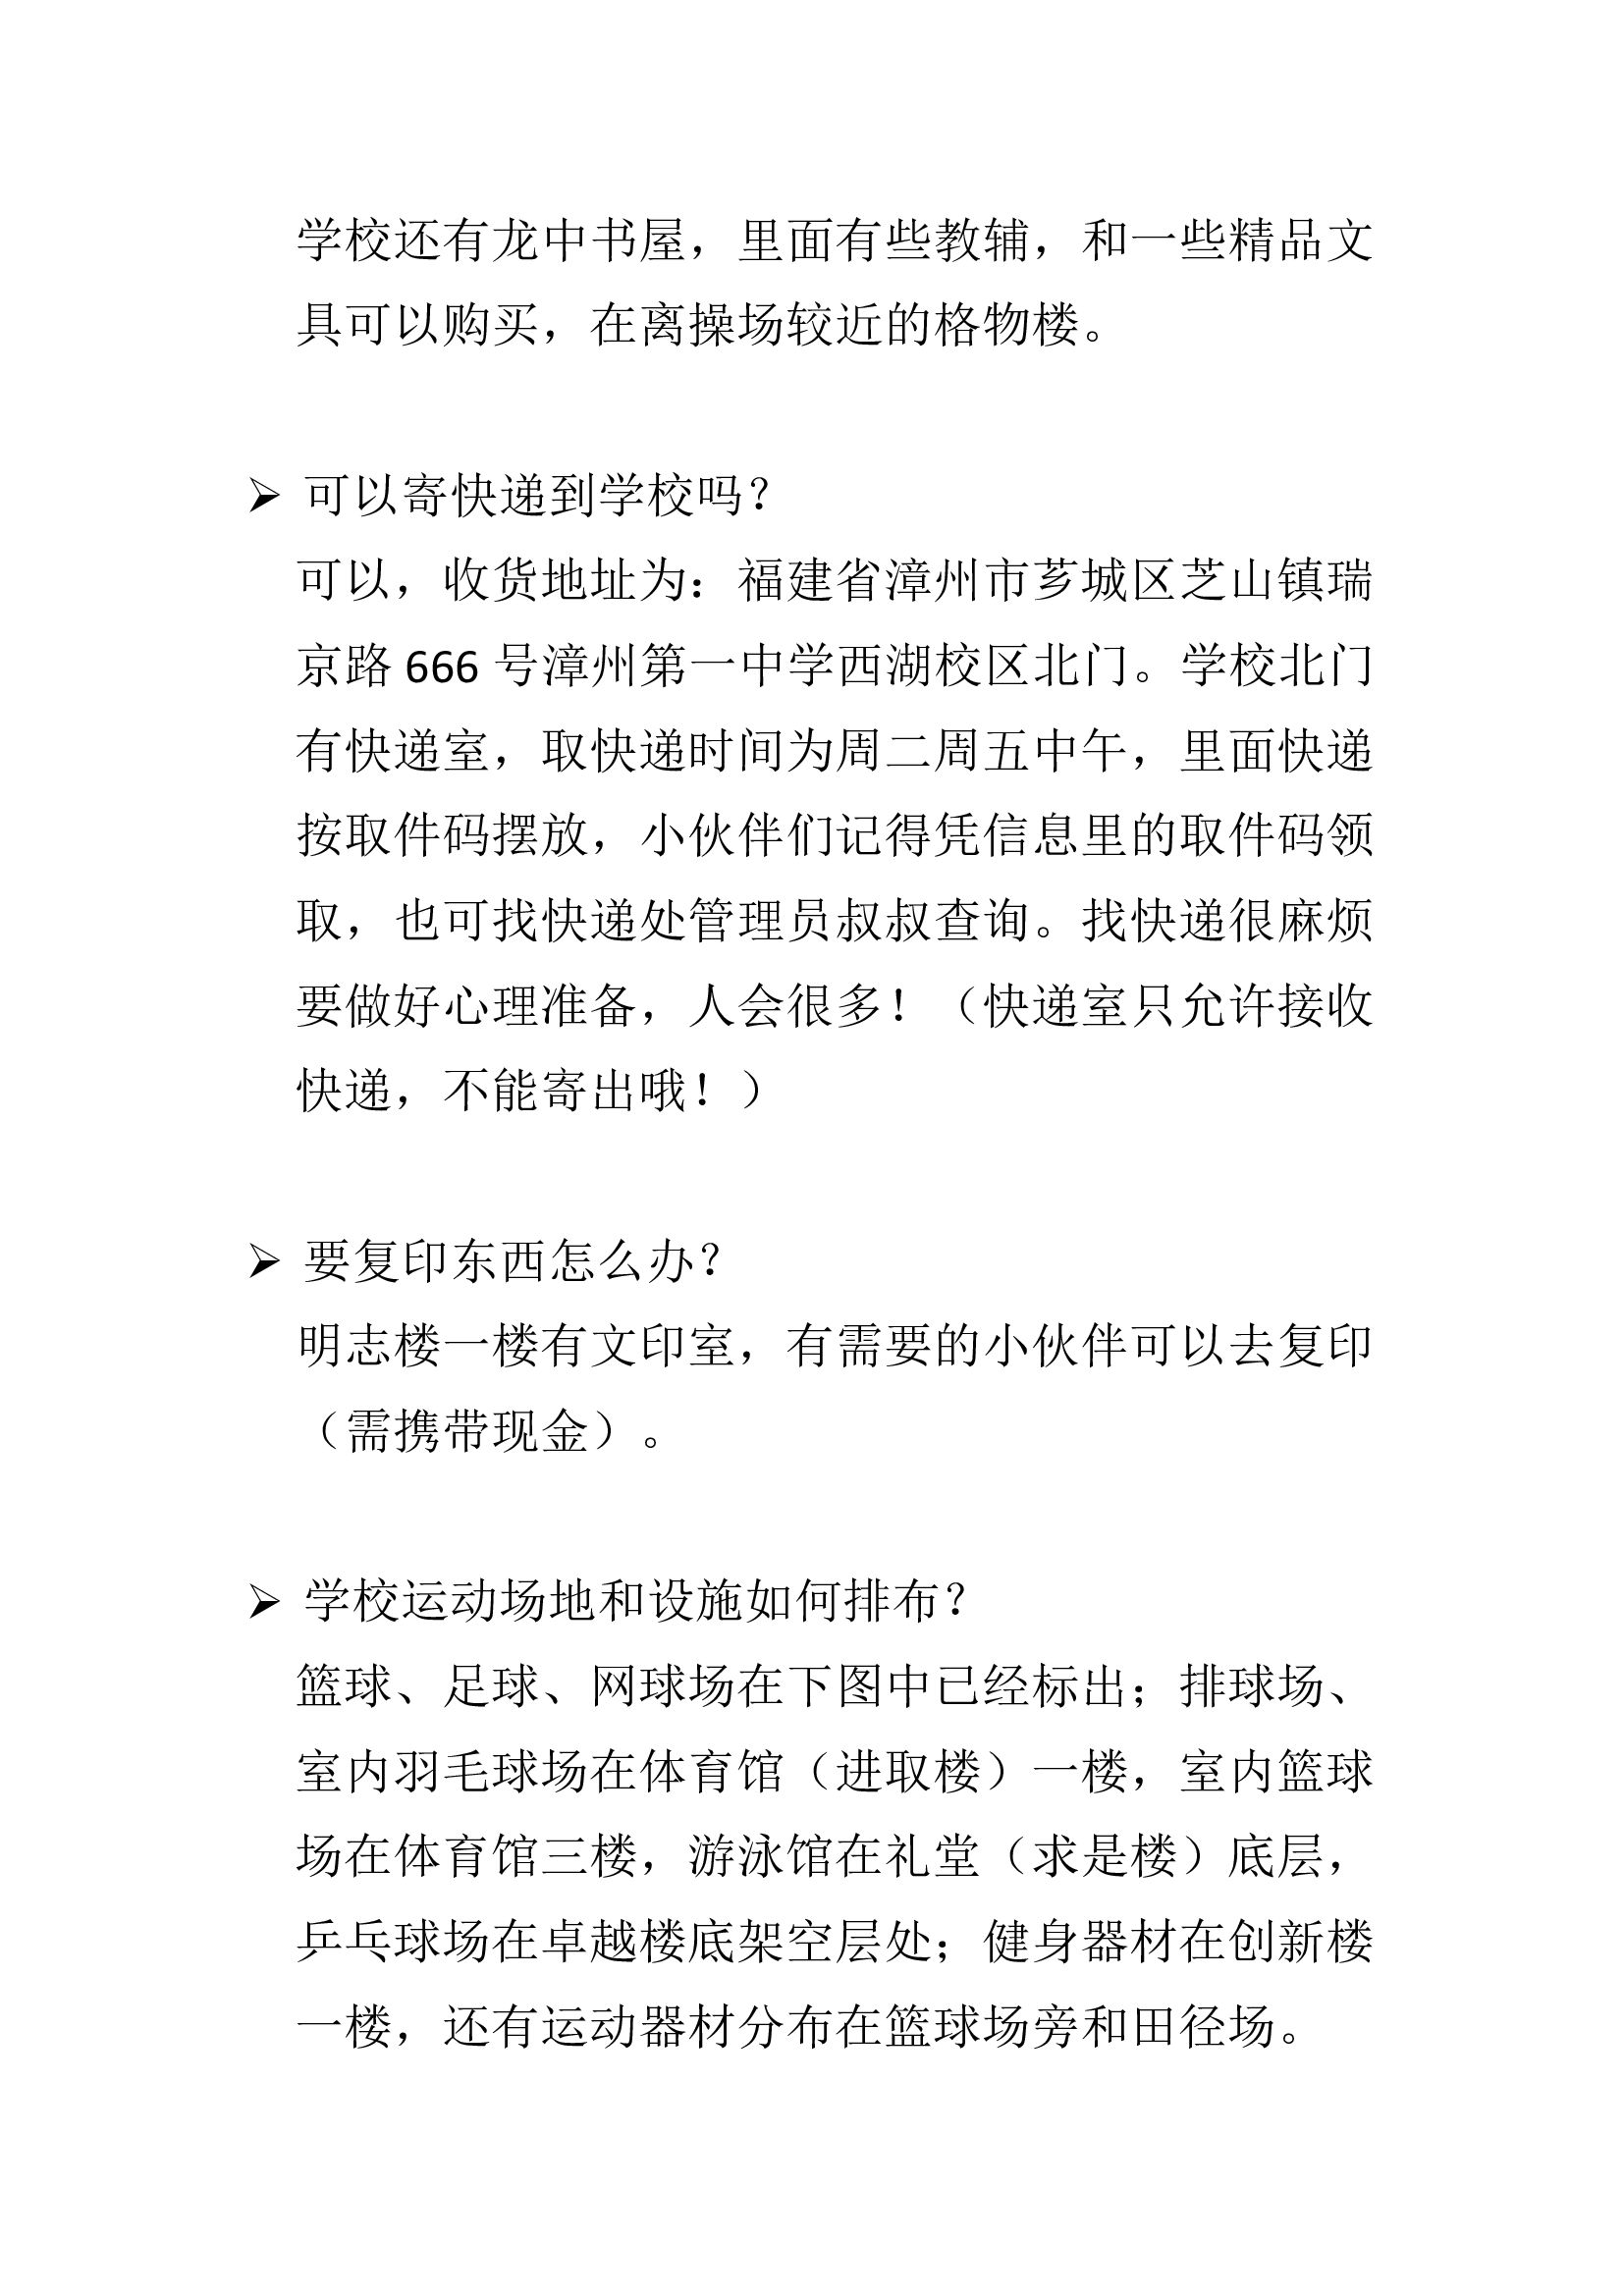 学校还有龙中书屋，里面有些教辅，和一些精品文
具可以购买，在离操场较近的格物楼。
➢ 可以寄快递到学校吗？
可以，收货地址为：福建省漳州市芗城区芝山镇瑞
京路 666 号漳州第一中学西湖校区北门。学校北门
有快递室，取快递时间为周二周五中午，里面快递
按取件码摆放，小伙伴们记得凭信息里的取件码领
取，也可找快递处管理员叔叔查询。找快递很麻烦
要做好心理准备，人会很多！（快递室只允许接收
快递，不能寄出哦！）
➢ 要复印东西怎么办？
明志楼一楼有文印室，有需要的小伙伴可以去复印
（需携带现金）。
➢ 学校运动场地和设施如何排布？
篮球、足球、网球场在下图中已经标出；排球场、
室内羽毛球场在体育馆（进取楼）一楼，室内篮球
场在体育馆三楼，游泳馆在礼堂（求是楼）底层，
乒乓球场在卓越楼底架空层处；健身器材在创新楼
一楼，还有运动器材分布在篮球场旁和田径场。